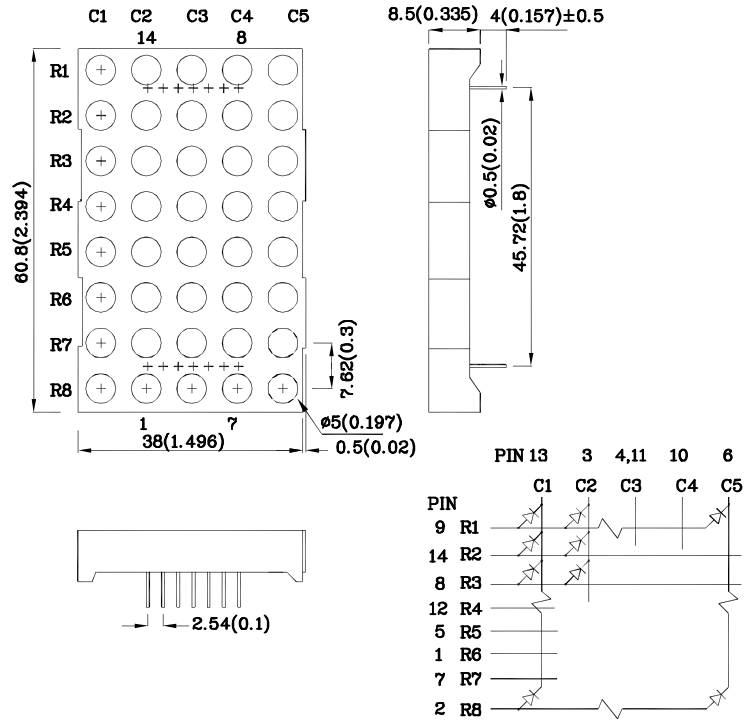 C1 C2 C3 C4 C5
14 8
R1
R2
R3
R4
R5
R6
R7
R8
60.8(2.394)
7.62(0.3)
1 7
ø5(0.197)
38(1.496)
0.5(0.02)
8.5(0.335) 4(0.157)±0.5
ø0.5(0.02)
45.72(1.8)
2.54(0.1)
PIN 13 3 4,11 10 6
C1 C2 C3 C4 C5
PIN
9 R1
14 R2
8 R3
12 R4
5 R5
1 R6
7 R7
2 R8